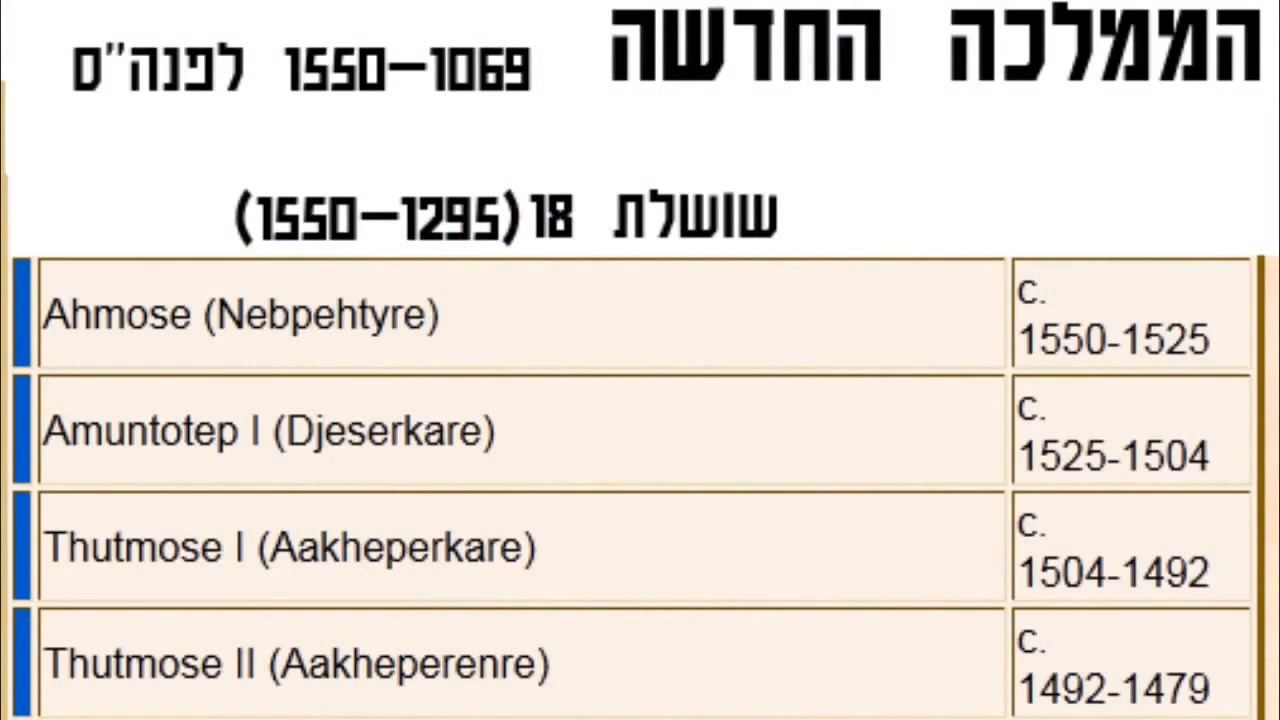 הממלכה החדשה 1550–1069 לפנה"ס
שושלת 18 (1550–1295)
Ahmose (Nebpehtyre)
c.
1550-1525
Amuntotep I (Djeserkare)
c.
1525-1504
Thutmose I (Aakheperkare)
c.
1504-1492
Thutmose II (Aakheperenre)
c.
1492-1479